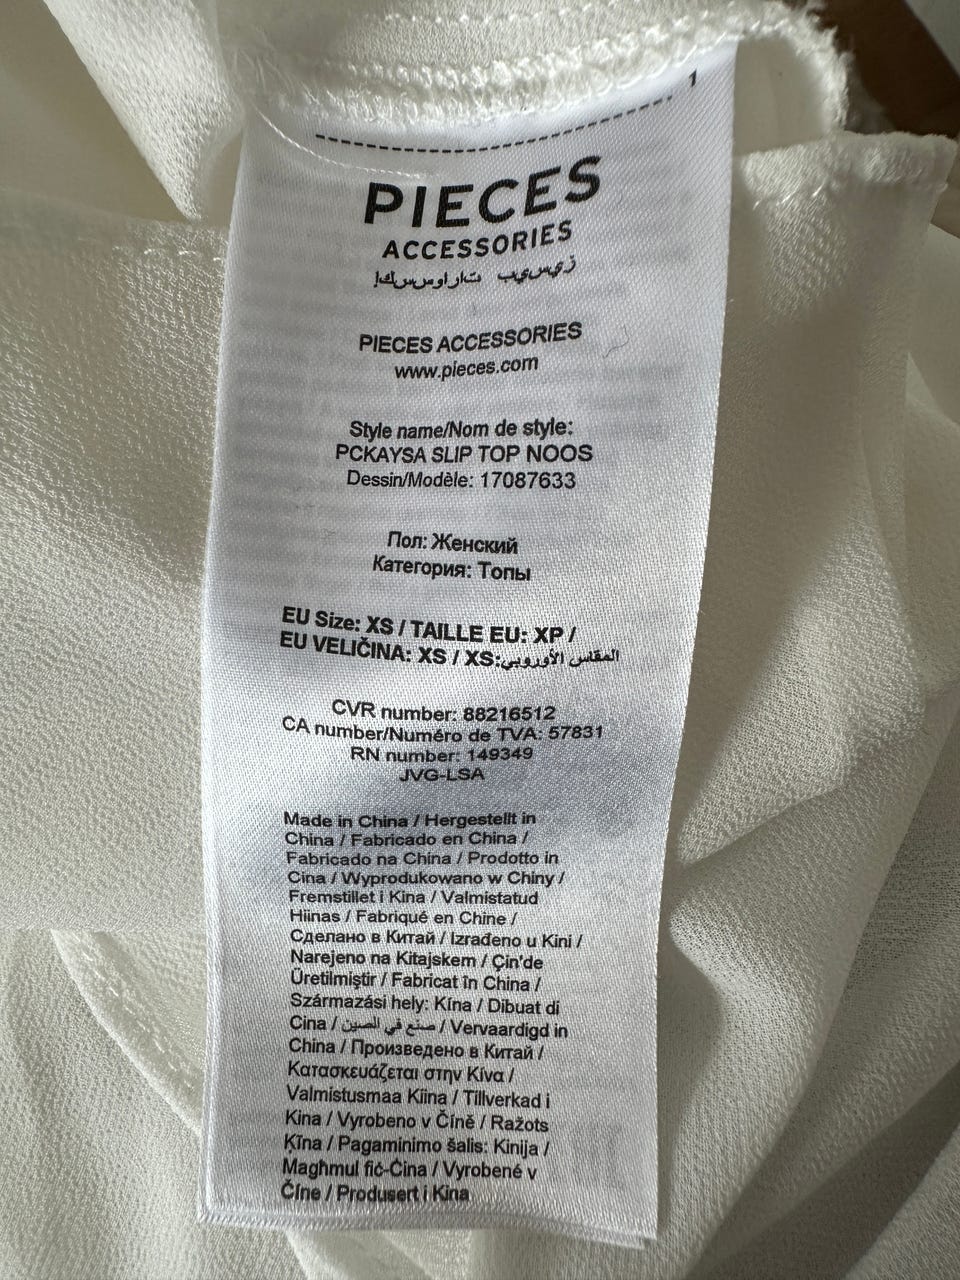 1
PIECES
ACCESSORIES
بيسيز إكسسوارات
PIECES ACCESSORIES
www.pieces.com
Style name/Nom de style:
PCKAYSA SLIP TOP NOOS
Dessin/Modèle: 17087633
Пол: Женский
Категория: Топы
EU Size: XS / TAILLE EU: XP /
EU VELIČINA: XS / XS:المقاس الأوروبي
CVR number: 88216512
CA number/Numéro de TVA: 57831
RN number: 149349
JVG-LSA
Made in China / Hergestellt in
China / Fabricado en China /
Fabricado na China / Prodotto in
Cina / Wyprodukowano w Chiny /
Fremstillet i Kina / Valmistatud
Hiinas / Fabriqué en Chine /
Сделано в Китай / Izrađeno u Kini /
Narejeno na Kitajskem / Çin'de
Üretilmiştir / Fabricat în China /
Származási hely: Kína / Dibuat di
Cina / صنع في الصين / Vervaardigd in
China / Произведено в Китай /
Κατασκευάζεται στην Κίνα /
Valmistusmaa Kiina / Tillverkad i
Kina / Vyrobeno v Číně / Ražots
Ķīna / Pagaminimo šalis: Kinija /
Magħmul fiċ-Ċina / Vyrobené v
Číne / Produsert i Kina